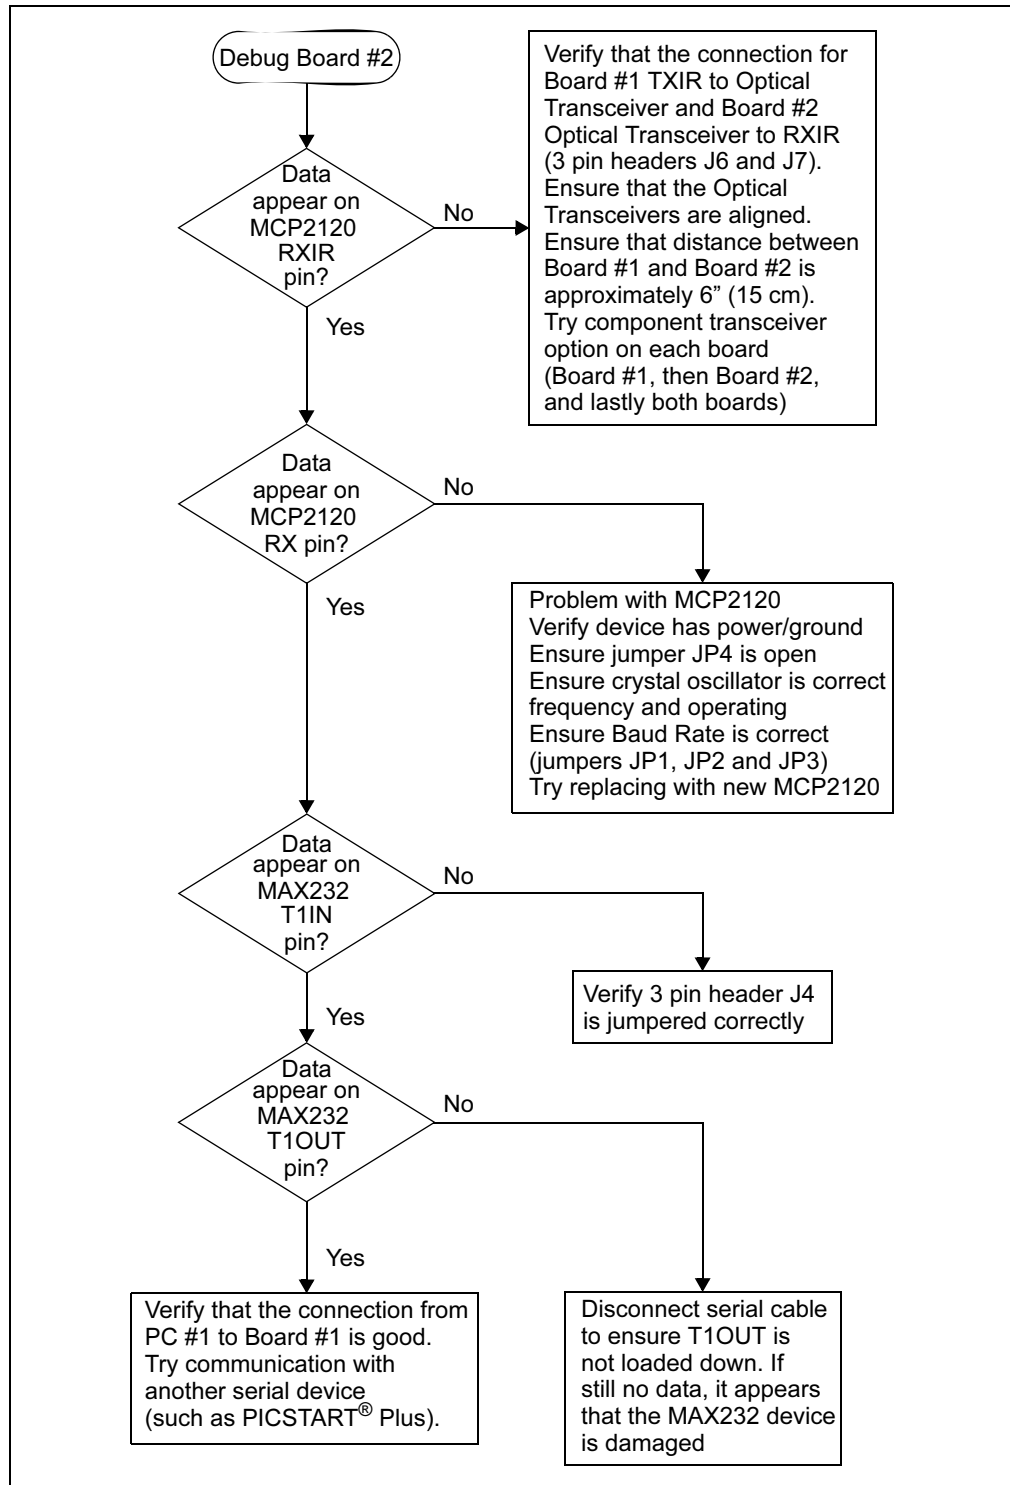 Debug Board #2
Data
appear on
MCP2120
RXIR
pin?
No
Verify that the connection for
Board #1 TXIR to Optical
Transceiver and Board #2
Optical Transceiver to RXIR
(3 pin headers J6 and J7).
Ensure that the Optical
Transceivers are aligned.
Ensure that distance between
Board #1 and Board #2 is
approximately 6” (15 cm).
Try component transceiver
option on each board
(Board #1, then Board #2,
and lastly both boards)
Yes
Data
appear on
MCP2120
RX pin?
No
Problem with MCP2120
Verify device has power/ground
Ensure jumper JP4 is open
Ensure crystal oscillator is correct
frequency and operating
Ensure Baud Rate is correct
(jumpers JP1, JP2 and JP3)
Try replacing with new MCP2120
Yes
Data
appear on
MAX232
T1IN
pin?
No
Verify 3 pin header J4
is jumpered correctly
Yes
Data
appear on
MAX232
T1OUT
pin?
No
Disconnect serial cable
to ensure T1OUT is
not loaded down. If
still no data, it appears
that the MAX232 device
is damaged
Yes
Verify that the connection from
PC #1 to Board #1 is good.
Try communication with
another serial device
(such as PICSTART® Plus).